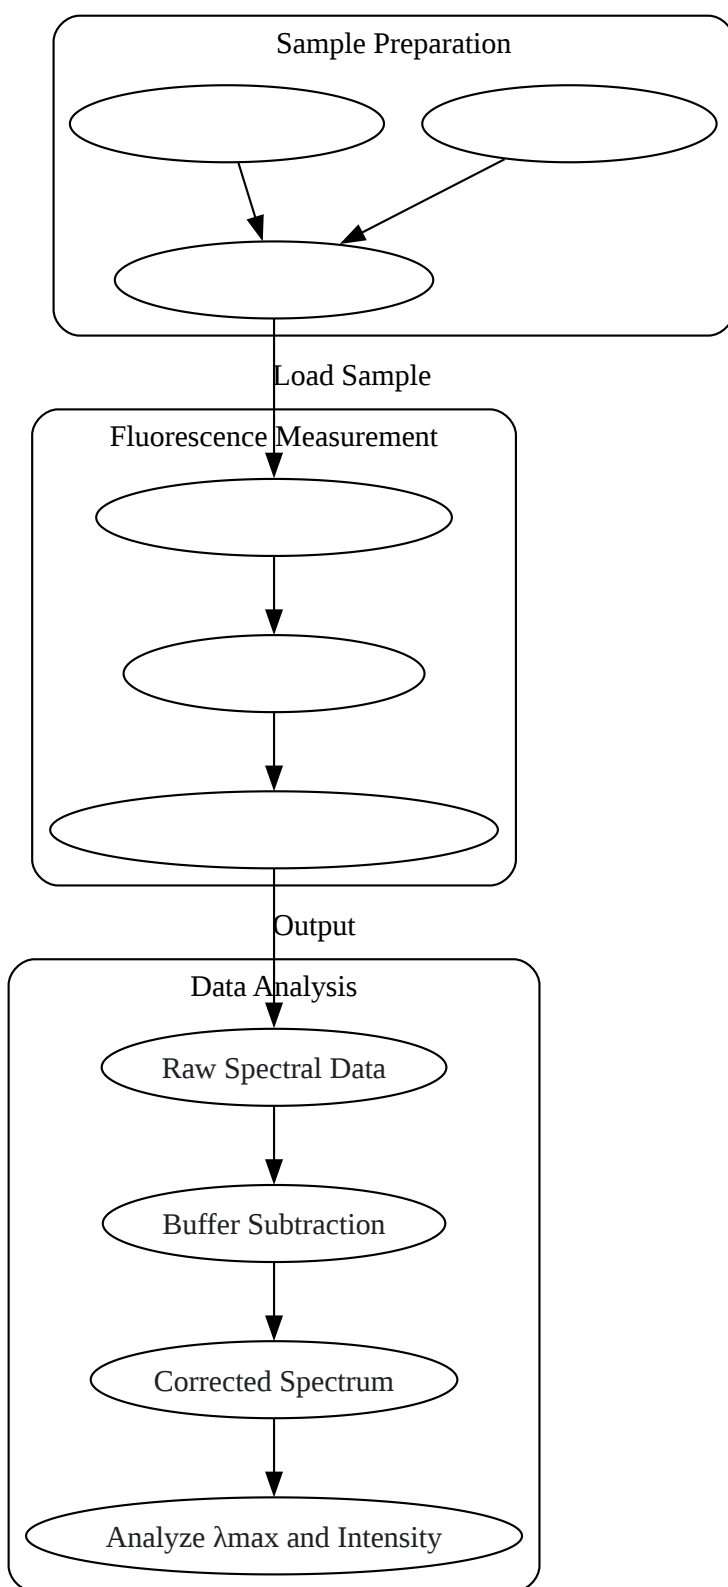 Sample Preparation
Load Sample
Fluorescence Measurement
Output
Data Analysis
Raw Spectral Data
Buffer Subtraction
Corrected Spectrum
Analyze λmax and Intensity